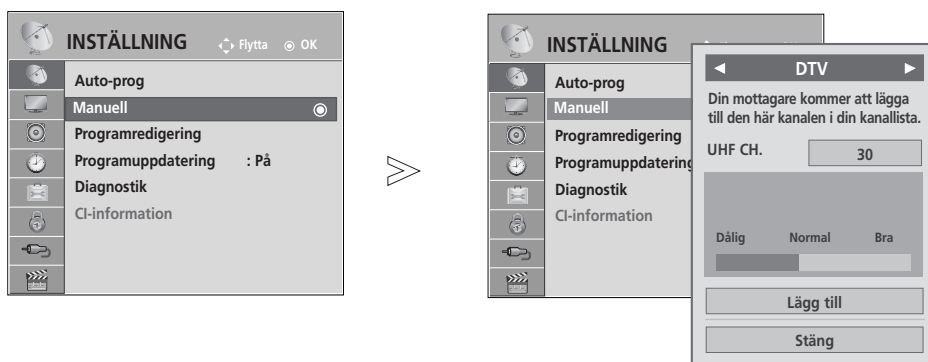 INSTÄLLNING
Flytta
OK
Auto-prog
Manuell
Programredigering
Programuppdatering : På
Diagnostik
CI-information
INSTÄLLNING
Auto-prog
Manuell
Programredigering
Programuppdatering
Diagnostik
CI-information
◄ DTV ►
Din mottagare kommer att lägga
till den här kanalen i din kanallista.
UHF CH. 30
Dålig Normal Bra
Lägg till
Stäng